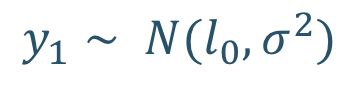 y₁ ~ N(l₀, σ²)